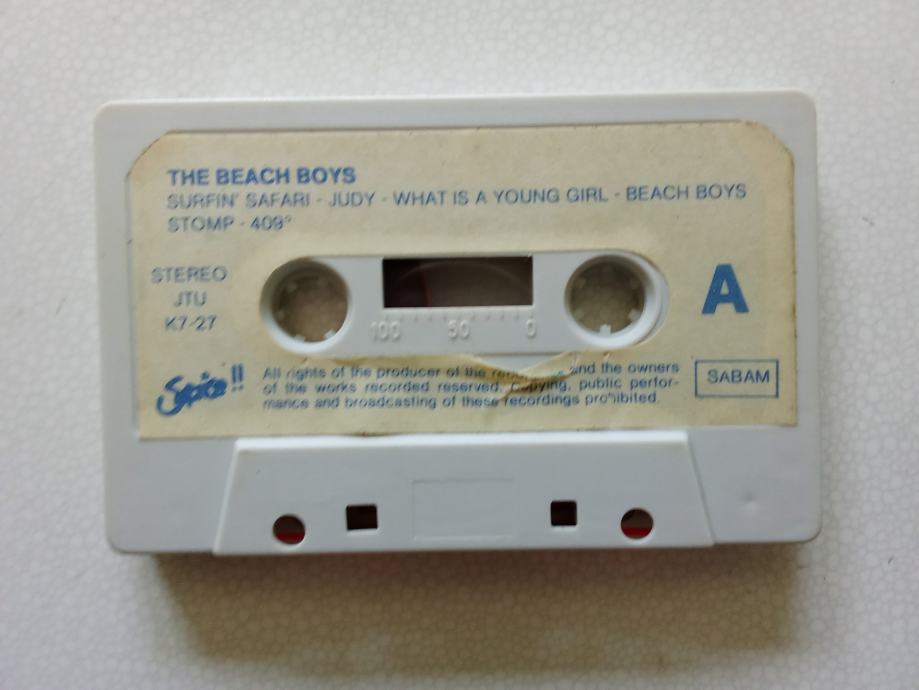 THE BEACH BOYS
SURFIN' SAFARI - JUDY - WHAT IS A YOUNG GIRL - BEACH BOYS
STOMP - 409°
STEREO
JTU
K7-27
A
100 50 0
All rights of the producer of the and the owners
of the works recorded reserved, copying, public perfor-
mance and broadcasting of these recordings prohibited.
SABAM